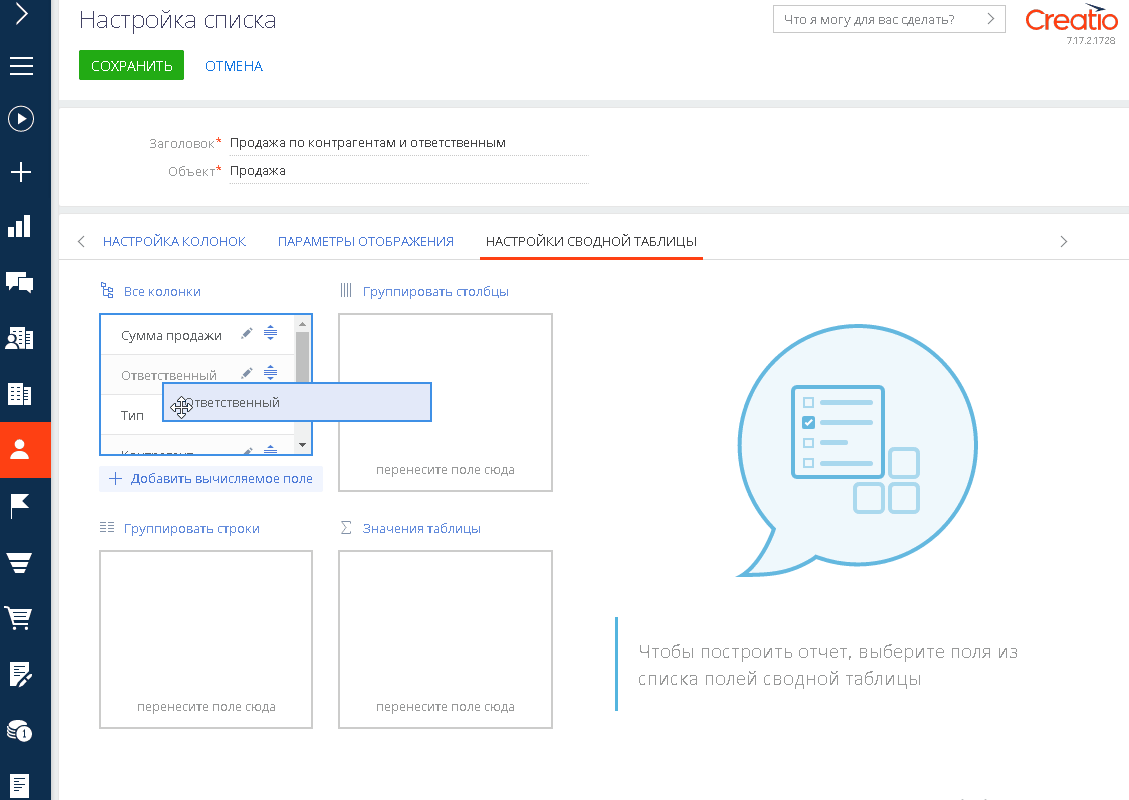 Настройка списка
Что я могу для вас сделать?
Creatio
7.17.2.1728
СОХРАНИТЬ
ОТМЕНА
Заголовок* Продажа по контрагентам и ответственным
Объект* Продажа
НАСТРОЙКА КОЛОНОК
ПАРАМЕТРЫ ОТОБРАЖЕНИЯ
НАСТРОЙКИ СВОДНОЙ ТАБЛИЦЫ
Все колонки
Группировать столбцы
Сумма продажи
Ответственный
Ответственный
Тип
Контрагент
перенесите поле сюда
Добавить вычисляемое поле
Группировать строки
Значения таблицы
перенесите поле сюда
перенесите поле сюда
Чтобы построить отчет, выберите поля из
списка полей сводной таблицы
1